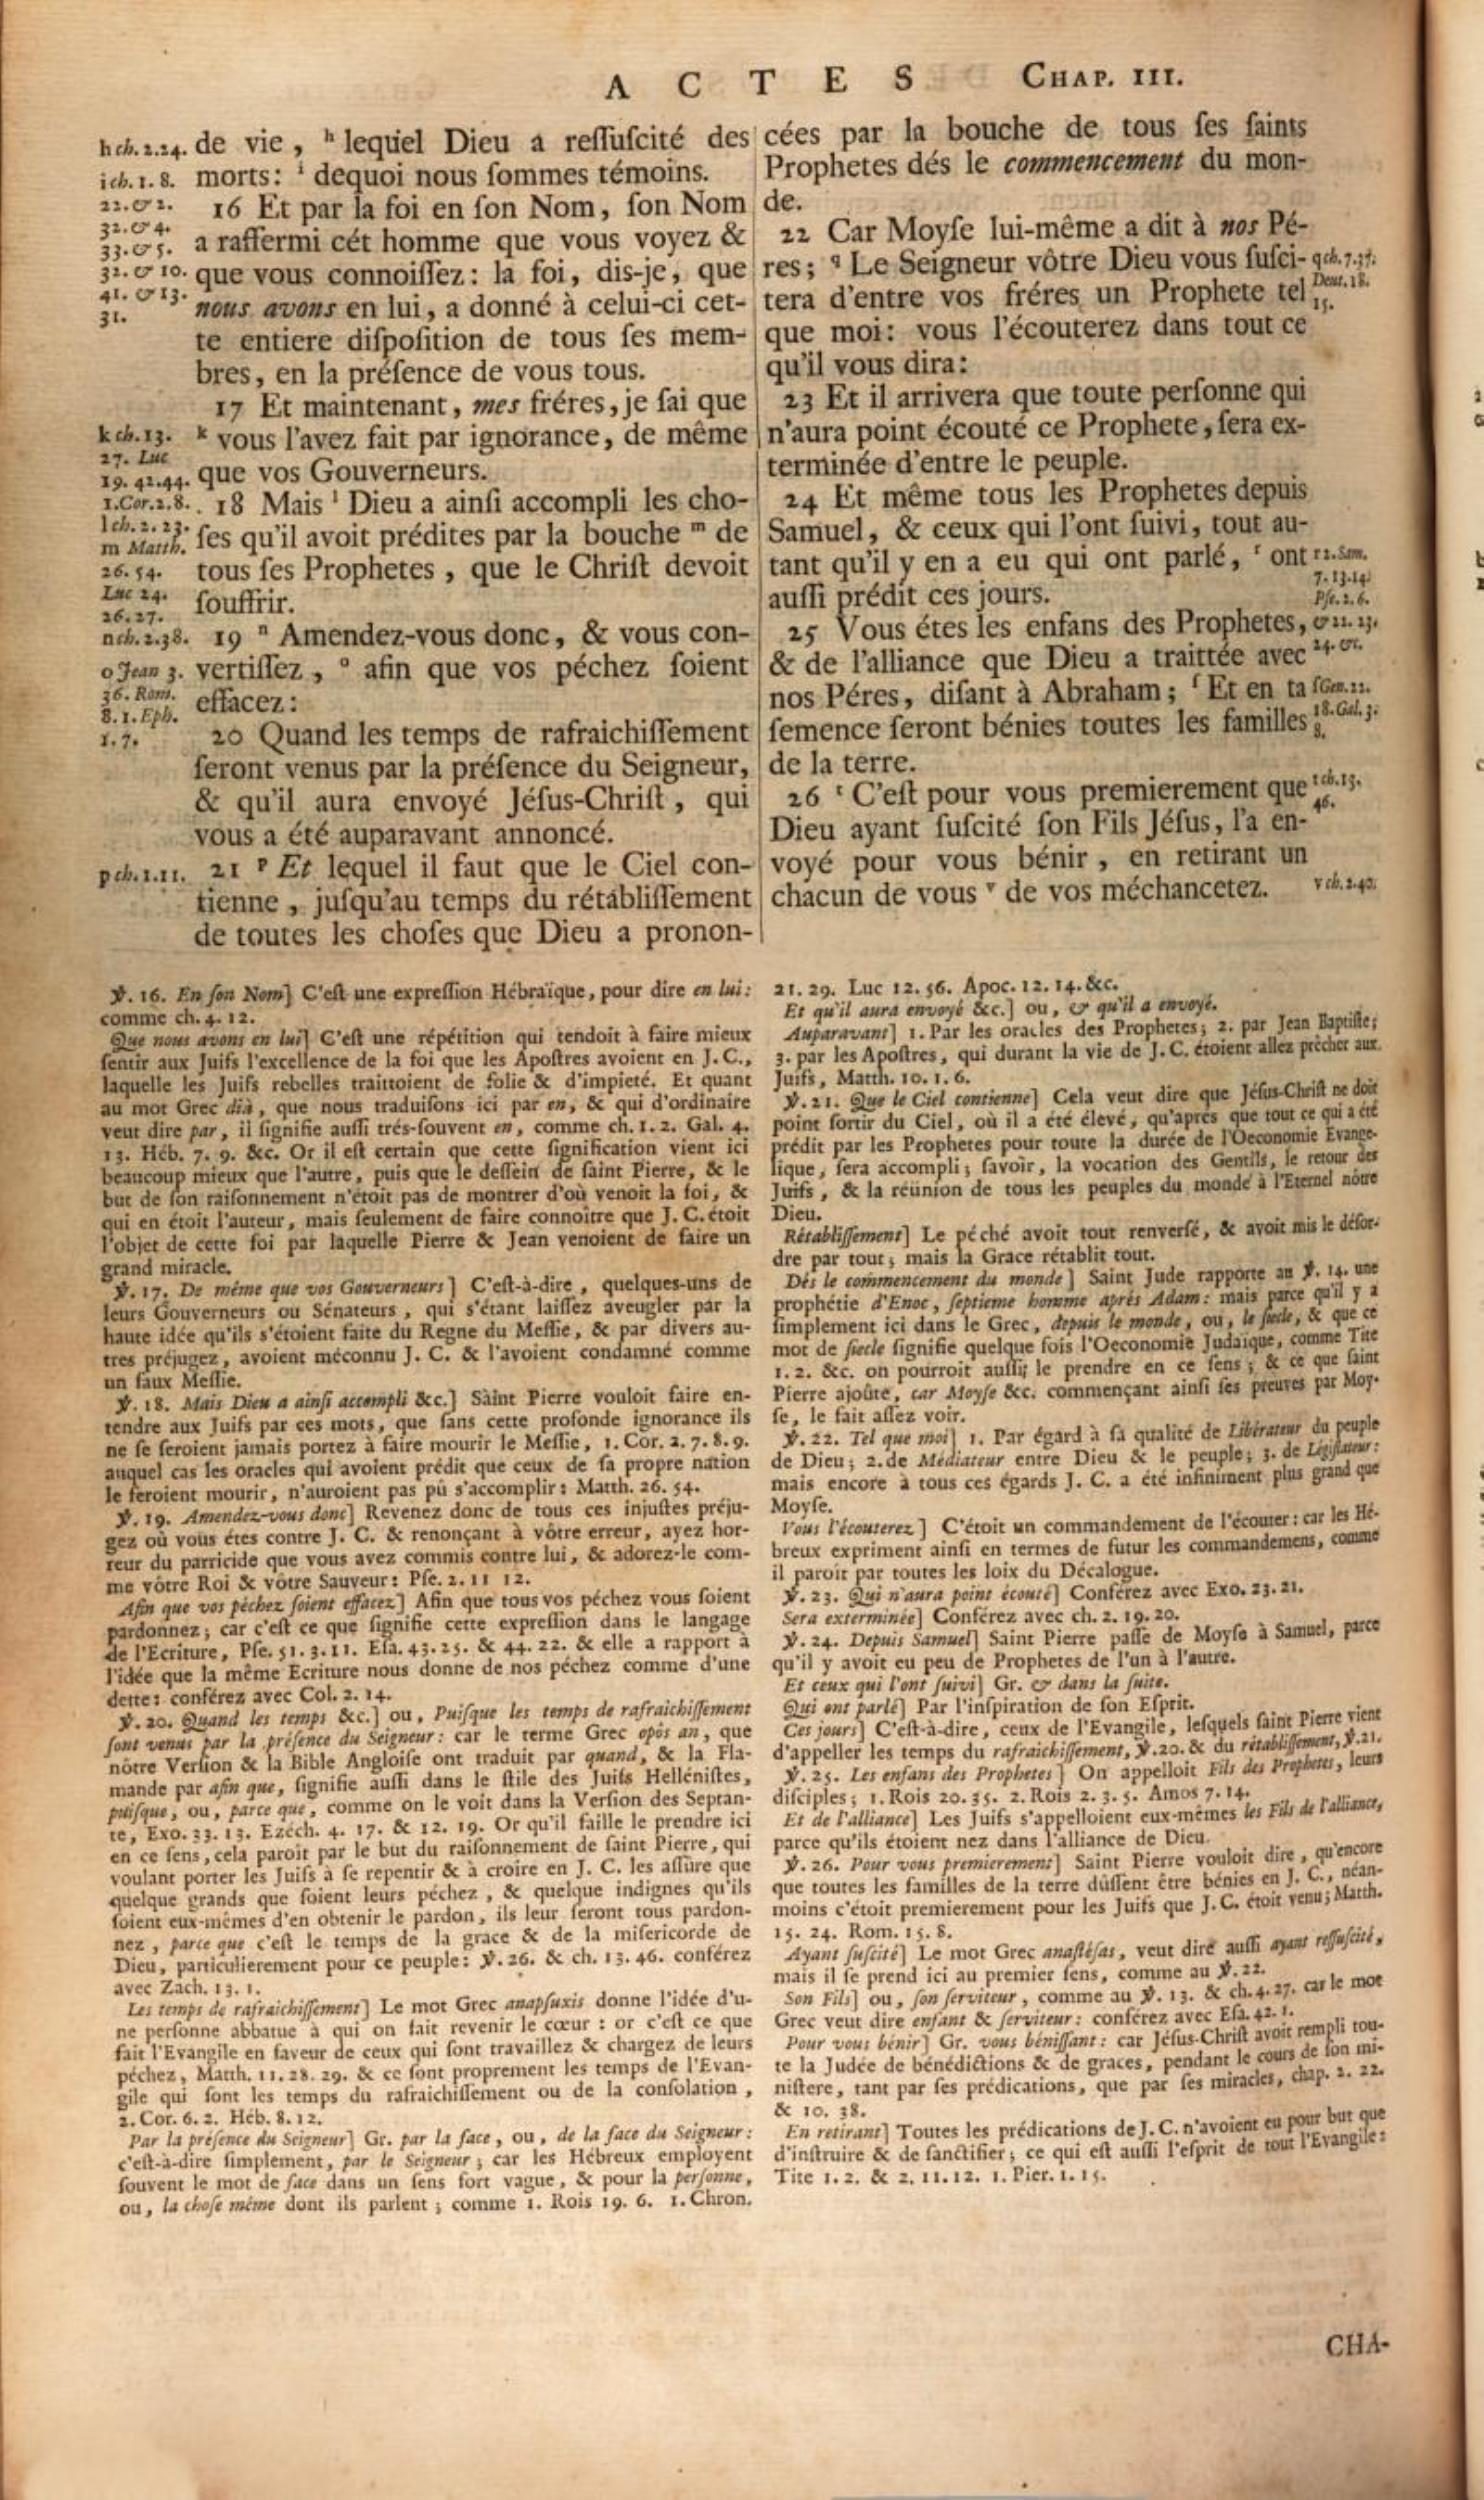 ACTES CHAP. III.
h ch. 2.24.
i ch. 1. 8.
22. & 2.
32. & 4.
33. & 5.
32. & 10.
41. & 13.
31.
k ch. 13.
27. Luc
19. 42.44.
1.Cor.2.8.
l ch. 2. 23.
m Matth.
26. 54.
Luc 24.
26. 27.
n ch. 2.38.
o Jean 3.
36. Rom.
8. 1. Eph.
1. 7.
p ch. 1.11.
de vie, ʰ lequel Dieu a reſſuſcité des
morts: ⁱ dequoi nous ſommes témoins.
16 Et par la foi en ſon Nom, ſon Nom
a raffermi cét homme que vous voyez &
que vous connoiſſez: la foi, dis-je, que
nous avons en lui, a donné à celui-ci cet-
te entiere diſpoſition de tous ſes mem-
bres, en la préſence de vous tous.
17 Et maintenant, mes fréres, je ſai que
ᵏ vous l'avez fait par ignorance, de même
que vos Gouverneurs.
18 Mais ˡ Dieu a ainſi accompli les cho-
ſes qu'il avoit prédites par la bouche ᵐ de
tous ſes Prophetes, que le Chriſt devoit
ſouffrir.
19 ⁿ Amendez-vous donc, & vous con-
vertiſſez, ᵒ afin que vos péchez ſoient
effacez:
20 Quand les temps de rafraichiſſement
ſeront venus par la préſence du Seigneur,
& qu'il aura envoyé Jéſus-Chriſt, qui
vous a été auparavant annoncé.
21 ᵖ Et lequel il faut que le Ciel con-
tienne, juſqu'au temps du rétabliſſement
de toutes les choſes que Dieu a pronon-
cées par la bouche de tous ſes ſaints
Prophetes dés le commencement du mon-
de.
22 Car Moyſe lui-même a dit à nos Pé-
res; ᑫ Le Seigneur vôtre Dieu vous ſuſci-
tera d'entre vos fréres un Prophete tel
que moi: vous l'écouterez dans tout ce
qu'il vous dira:
23 Et il arrivera que toute perſonne qui
n'aura point écouté ce Prophete, ſera ex-
terminée d'entre le peuple.
24 Et même tous les Prophetes depuis
Samuel, & ceux qui l'ont ſuivi, tout au-
tant qu'il y en a eu qui ont parlé, ʳ ont
auſſi prédit ces jours.
25 Vous étes les enfans des Prophetes,
& de l'alliance que Dieu a traittée avec
nos Péres, diſant à Abraham; ᶠ Et en ta
ſemence ſeront bénies toutes les familles
de la terre.
26 ᵗ C'eſt pour vous premierement que
Dieu ayant ſuſcité ſon Fils Jéſus, l'a en-
voyé pour vous bénir, en retirant un
chacun de vous ᵛ de vos méchancetez.
q ch. 7.37.
Deut. 18.
15.
r 2. Sam.
7. 13.14.
Pſe. 2. 6.
& 22. 23.
24. &c.
ſ Gen. 22.
18. Gal. 3.
8.
t ch. 13.
46.
v ch. 2.40.
℣. 16. En ſon Nom] C'eſt une expreſſion Hébraïque, pour dire en lui:
comme ch. 4. 12.
Que nous avons en lui] C'eſt une répétition qui tendoit à faire mieux
ſentir aux Juifs l'excellence de la foi que les Apoſtres avoient en J. C.,
laquelle les Juifs rebelles traittoient de folie & d'impieté. Et quant
au mot Grec dià, que nous traduiſons ici par en, & qui d'ordinaire
veut dire par, il ſignifie auſſi trés-ſouvent en, comme ch. 1. 2. Gal. 4.
13. Héb. 7. 9. &c. Or il eſt certain que cette ſignification vient ici
beaucoup mieux que l'autre, puis que le deſſein de ſaint Pierre, & le
but de ſon raiſonnement n'étoit pas de montrer d'où venoit la foi, &
qui en étoit l'auteur, mais ſeulement de faire connoître que J. C. étoit
l'objet de cette foi par laquelle Pierre & Jean venoient de faire un
grand miracle.
℣. 17. De même que vos Gouverneurs] C'eſt-à-dire, quelques-uns de
leurs Gouverneurs ou Sénateurs, qui s'étant laiſſez aveugler par la
haute idée qu'ils s'étoient faite du Regne du Meſſie, & par divers au-
tres préjugez, avoient méconnu J. C. & l'avoient condamné comme
un faux Meſſie.
℣. 18. Mais Dieu a ainſi accompli &c.] Saint Pierre vouloit faire en-
tendre aux Juifs par ces mots, que ſans cette profonde ignorance ils
ne ſe ſeroient jamais portez à faire mourir le Meſſie, 1. Cor. 2. 7. 8. 9.
auquel cas les oracles qui avoient prédit que ceux de ſa propre nation
le feroient mourir, n'auroient pas pû s'accomplir: Matth. 26. 54.
℣. 19. Amendez-vous donc] Revenez donc de tous ces injuſtes préju-
gez où vous étes contre J. C. & renonçant à vôtre erreur, ayez hor-
reur du parricide que vous avez commis contre lui, & adorez-le com-
me vôtre Roi & vôtre Sauveur: Pſe. 2. 11 12.
Afin que vos péchez ſoient effacez] Afin que tous vos péchez vous ſoient
pardonnez; car c'eſt ce que ſignifie cette expreſſion dans le langage
de l'Ecriture, Pſe. 51. 3. 11. Eſa. 43. 25. & 44. 22. & elle a rapport à
l'idée que la même Ecriture nous donne de nos péchez comme d'une
dette: conférez avec Col. 2. 14.
℣. 20. Quand les temps &c.] ou, Puiſque les temps de rafraichiſſement
ſont venus par la préſence du Seigneur: car le terme Grec opôs an, que
nôtre Verſion & la Bible Angloiſe ont traduit par quand, & la Fla-
mande par afin que, ſignifie auſſi dans le ſtile des Juifs Hellénistes,
puiſque, ou, parce que, comme on le voit dans la Verſion des Septan-
te, Exo. 33. 13. Ezéch. 4. 17. & 12. 19. Or qu'il faille le prendre ici
en ce ſens, cela paroit par le but du raiſonnement de ſaint Pierre, qui
voulant porter les Juifs à ſe repentir & à croire en J. C. les aſſûre que
quelque grands que ſoient leurs péchez, & quelque indignes qu'ils
ſoient eux-mêmes d'en obtenir le pardon, ils leur ſeront tous pardon-
nez, parce que c'eſt le temps de la grace & de la miſericorde de
Dieu, particulierement pour ce peuple: ℣. 26. & ch. 13. 46. conférez
avec Zach. 13. 1.
Les temps de rafraichiſſement] Le mot Grec anapſuxis donne l'idée d'u-
ne perſonne abbatue à qui on fait revenir le cœur: or c'eſt ce que
fait l'Evangile en faveur de ceux qui ſont travaillez & chargez de leurs
péchez, Matth. 11. 28. 29. & ce ſont proprement les temps de l'Evan-
gile qui ſont les temps du rafraichiſſement ou de la conſolation,
2. Cor. 6. 2. Héb. 8. 12.
Par la préſence du Seigneur] Gr. par la face, ou, de la face du Seigneur:
c'eſt-à-dire ſimplement, par le Seigneur; car les Hébreux employent
ſouvent le mot de face dans un ſens fort vague, & pour la perſonne,
ou, la choſe même dont ils parlent; comme 1. Rois 19. 6. 1. Chron.
21. 29. Luc 12. 56. Apoc. 12. 14. &c.
Et qu'il aura envoyé &c.] ou, & qu'il a envoyé.
Auparavant] 1. Par les oracles des Prophetes; 2. par Jean Baptiſte;
3. par les Apoſtres, qui durant la vie de J. C. étoient allez prêcher aux
Juifs, Matth. 10. 1. 6.
℣. 21. Que le Ciel contienne] Cela veut dire que Jéſus-Chriſt ne doit
point ſortir du Ciel, où il a été élevé, qu'aprés que tout ce qui a été
prédit par les Prophetes pour toute la durée de l'Oeconomie Evange-
lique, ſera accompli; ſavoir, la vocation des Gentils, le retour des
Juifs, & la réünion de tous les peuples du monde à l'Eternel nôtre
Dieu.
Rétabliſſement] Le péché avoit tout renverſé, & avoit mis le déſor-
dre par tout; mais la Grace rétablit tout.
Dés le commencement du monde] Saint Jude rapporte au ℣. 14. une
prophétie d'Enoc, ſeptieme homme aprés Adam: mais parce qu'il y a
ſimplement ici dans le Grec, depuis le monde, ou, le ſiecle, & que ce
mot de ſiecle ſignifie quelque fois l'Oeconomie Judaïque, comme Tite
1. 2. &c. on pourroit auſſi le prendre en ce ſens; & ce que ſaint
Pierre ajoûte, car Moyſe &c. commençant ainſi ſes preuves par Moy-
ſe, le fait aſſez voir.
℣. 22. Tel que moi] 1. Par égard à ſa qualité de Libérateur du peuple
de Dieu; 2. de Médiateur entre Dieu & le peuple; 3. de Légiſlateur:
mais encore à tous ces égards J. C. a été infiniment plus grand que
Moyſe.
Vous l'écouterez] C'étoit un commandement de l'écouter: car les Hé-
breux expriment ainſi en termes de futur les commandemens, comme
il paroit par toutes les loix du Décalogue.
℣. 23. Qui n'aura point écouté] Conférez avec Exo. 23. 21.
Sera exterminée] Conférez avec ch. 2. 19. 20.
℣. 24. Depuis Samuel] Saint Pierre paſſe de Moyſe à Samuel, parce
qu'il y avoit eu peu de Prophetes de l'un à l'autre.
Et ceux qui l'ont ſuivi] Gr. & dans la ſuite.
Qui ont parlé] Par l'inſpiration de ſon Eſprit.
Ces jours] C'eſt-à-dire, ceux de l'Evangile, leſquels ſaint Pierre vient
d'appeller les temps du rafraichiſſement, ℣. 20. & du rétabliſſement, ℣. 21.
℣. 25. Les enfans des Prophetes] On appelloit Fils des Prophetes, leurs
diſciples; 1. Rois 20. 35. 2. Rois 2. 3. 5. Amos 7. 14.
Et de l'alliance] Les Juifs s'appelloient eux-mêmes les Fils de l'alliance,
parce qu'ils étoient nez dans l'alliance de Dieu.
℣. 26. Pour vous premierement] Saint Pierre vouloit dire, qu'encore
que toutes les familles de la terre dûſſent être bénies en J. C., néan-
moins c'étoit premierement pour les Juifs que J. C. étoit venu; Matth.
15. 24. Rom. 15. 8.
Ayant ſuſcité] Le mot Grec anaſtéſas, veut dire auſſi ayant reſſuſcité,
mais il ſe prend ici au premier ſens, comme au ℣. 22.
Son Fils] ou, ſon ſerviteur, comme au ℣. 13. & ch. 4. 27. car le mot
Grec veut dire enfant & ſerviteur: conférez avec Eſa. 42. 1.
Pour vous bénir] Gr. vous béniſſant: car Jéſus-Chriſt avoit rempli tou-
te la Judée de bénédictions & de graces, pendant le cours de ſon mi-
niſtere, tant par ſes prédications, que par ſes miracles, chap. 2. 22.
& 10. 38.
En retirant] Toutes les prédications de J. C. n'avoient eu pour but que
d'inſtruire & de ſanctifier; ce qui eſt auſſi l'eſprit de tout l'Evangile:
Tite 1. 2. & 2. 11. 12. 1. Pier. 1. 15.
CHA-